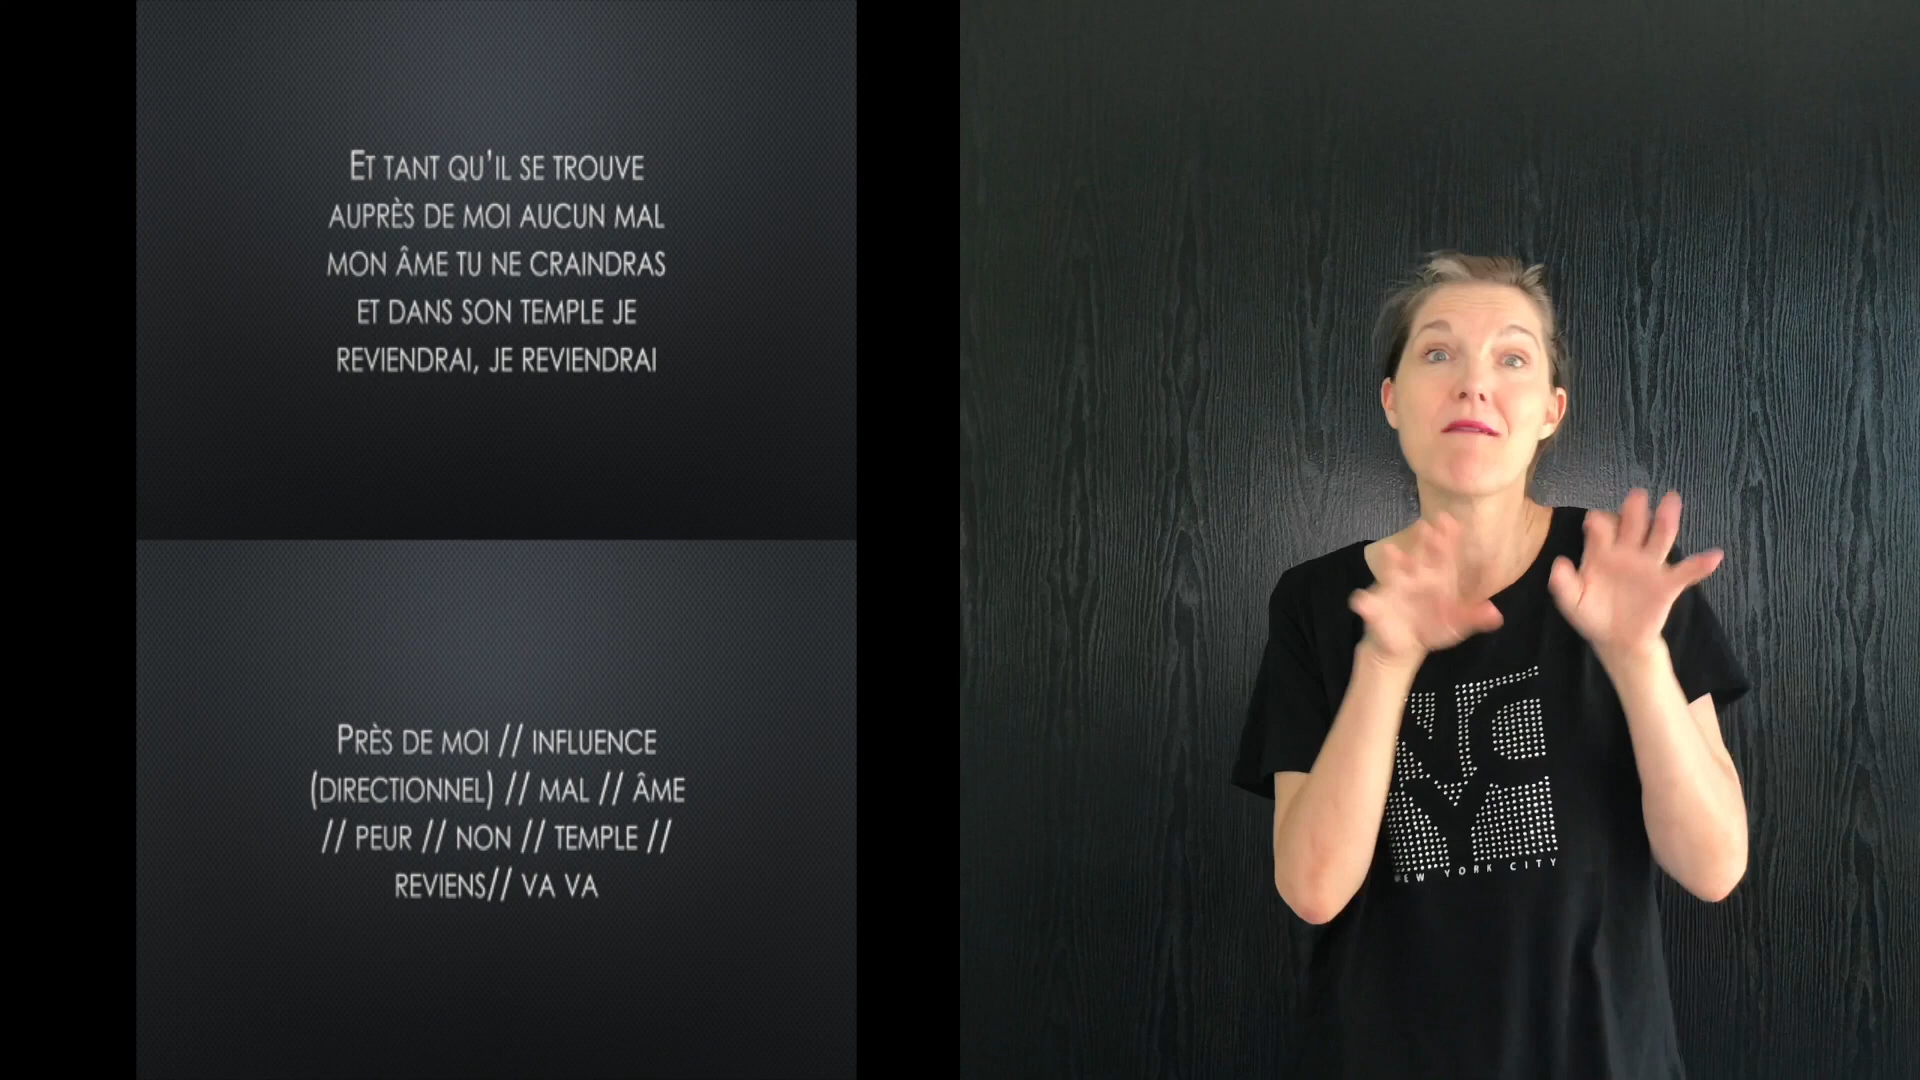 ET TANT QU'IL SE TROUVE
AUPRÈS DE MOI AUCUN MAL
MON ÂME TU NE CRAINDRAS
ET DANS SON TEMPLE JE
REVIENDRAI, JE REVIENDRAI
PRÈS DE MOI // INFLUENCE
(DIRECTIONNEL) // MAL // ÂME
// PEUR // NON // TEMPLE //
REVIENS// VA VA
NYC
NEW YORK CITY